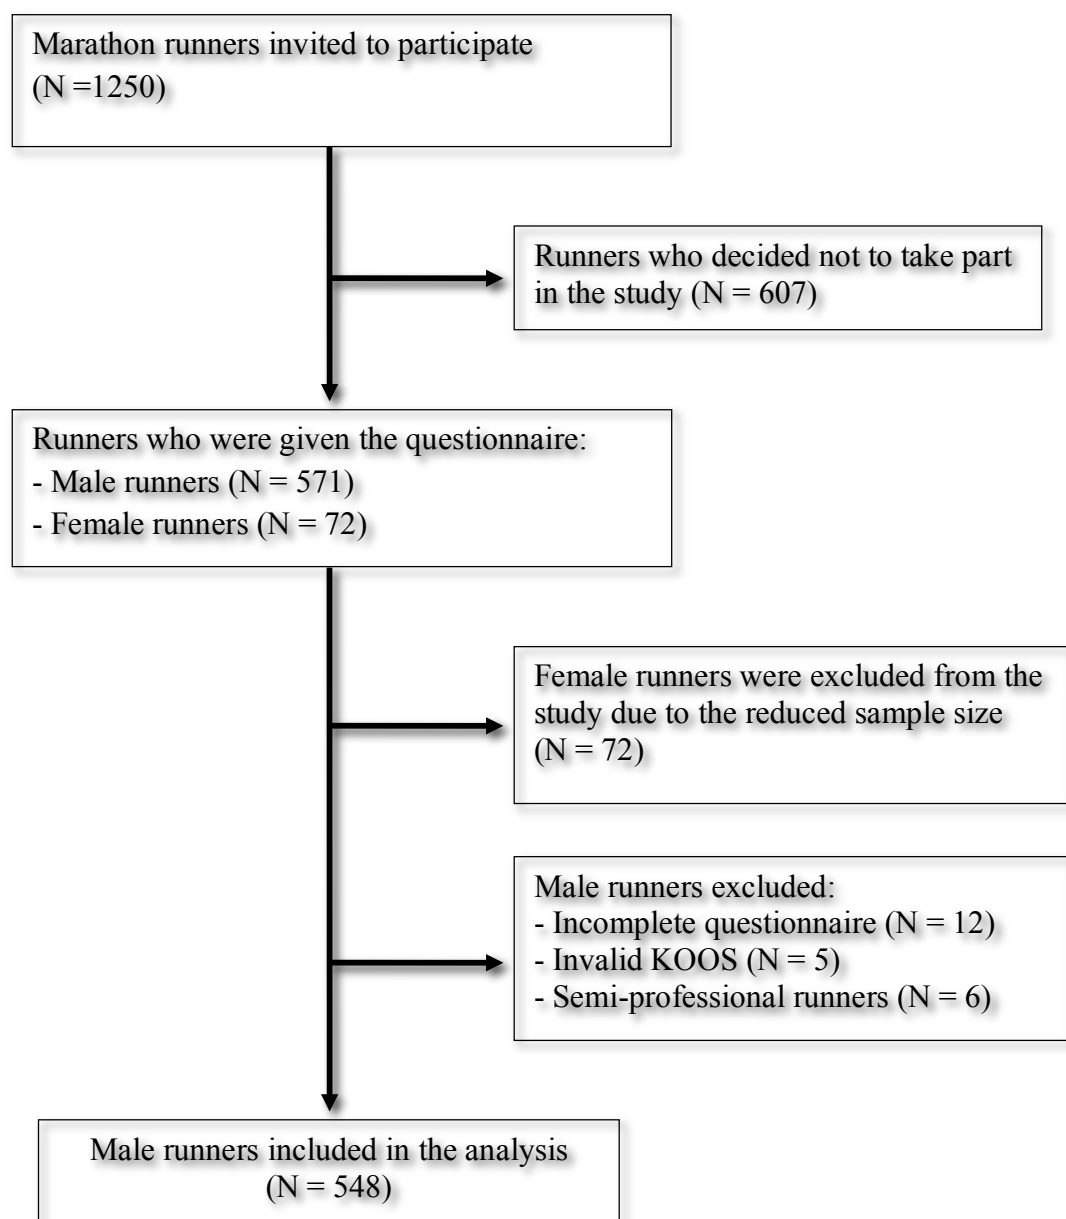 Marathon runners invited to participate
(N =1250)
Runners who decided not to take part
in the study (N = 607)
Runners who were given the questionnaire:
- Male runners (N = 571)
- Female runners (N = 72)
Female runners were excluded from the
study due to the reduced sample size
(N = 72)
Male runners excluded:
- Incomplete questionnaire (N = 12)
- Invalid KOOS (N = 5)
- Semi-professional runners (N = 6)
Male runners included in the analysis
(N = 548)